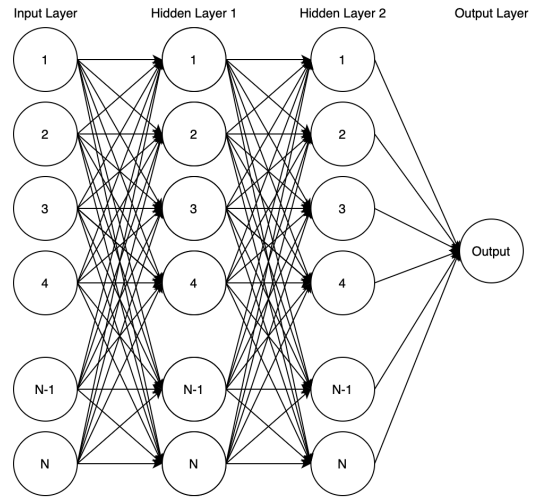 Input Layer
Hidden Layer 1
Hidden Layer 2
Output Layer
1
1
1
2
2
2
3
3
3
Output
4
4
4
N-1
N-1
N-1
N
N
N